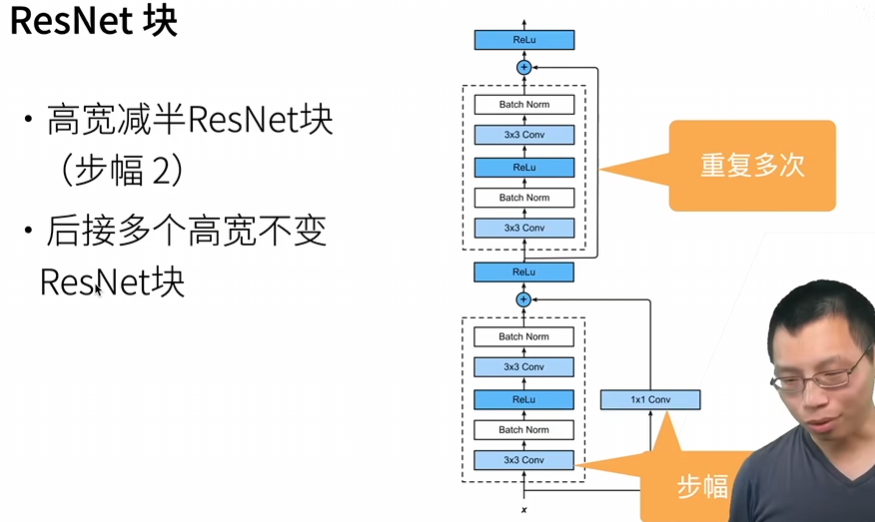 ResNet 块
• 高宽减半ResNet块
（步幅 2）
• 后接多个高宽不变
ResNet块
ReLu
+
Batch Norm
3x3 Conv
ReLu
Batch Norm
3x3 Conv
重复多次
ReLu
+
Batch Norm
3x3 Conv
ReLu
1x1 Conv
Batch Norm
3x3 Conv
步幅
x